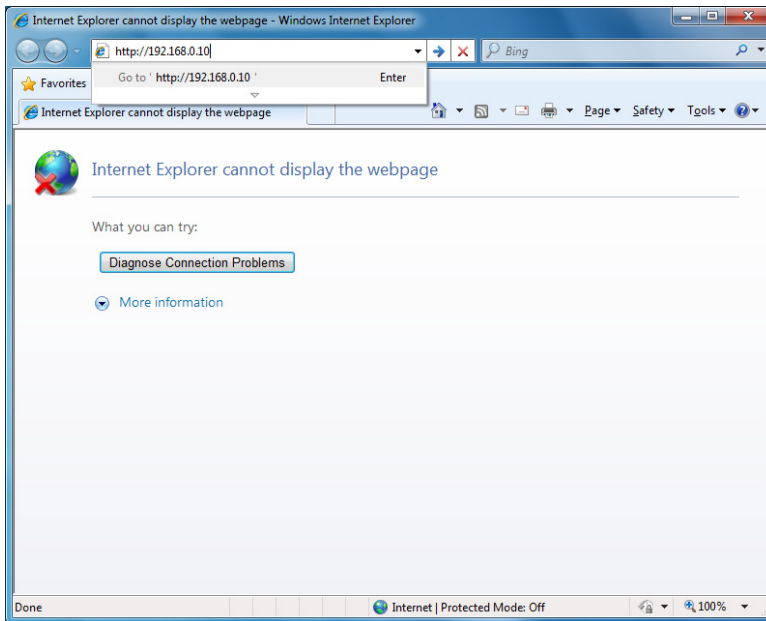 Internet Explorer cannot display the webpage - Windows Internet Explorer
http://192.168.0.10
Bing
Go to ' http://192.168.0.10 ' Enter
Favorites
Internet Explorer cannot display the webpage
Page Safety Tools
Internet Explorer cannot display the webpage
What you can try:
Diagnose Connection Problems
More information
Done
Internet | Protected Mode: Off
100%